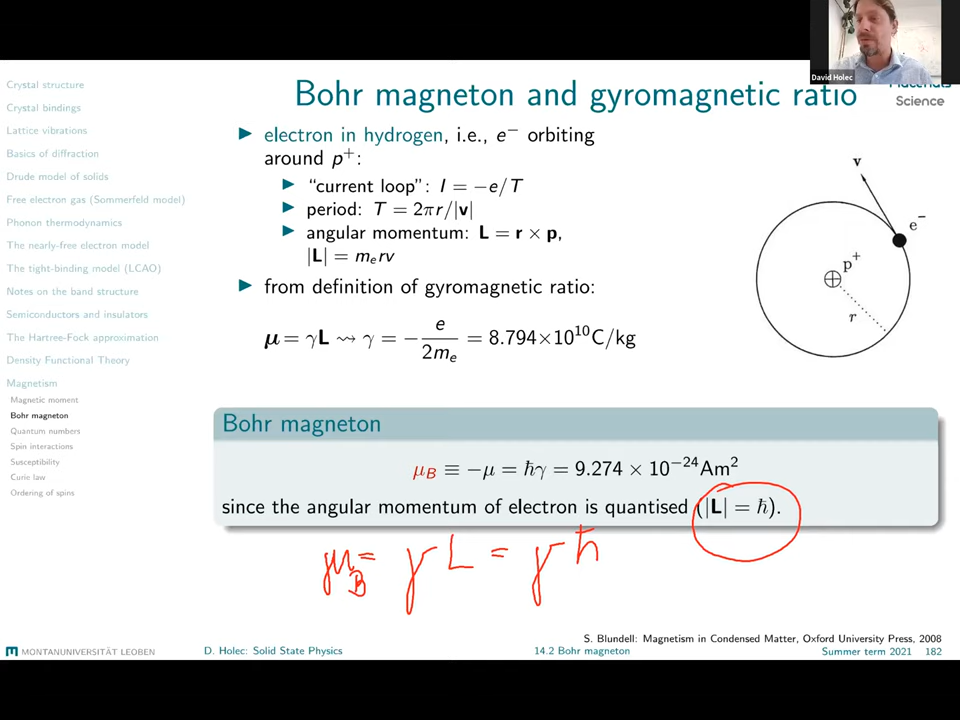 David Holec
Materials
Science
Crystal structure
Crystal bindings
Lattice vibrations
Basics of diffraction
Drude model of solids
Free electron gas (Sommerfeld model)
Phonon thermodynamics
The nearly-free electron model
The tight-binding model (LCAO)
Notes on the band structure
Semiconductors and insulators
The Hartree-Fock approximation
Density Functional Theory
Magnetism
Magnetic moment
Bohr magneton
Quantum numbers
Spin interactions
Susceptibility
Curie law
Ordering of spins
Bohr magneton and gyromagnetic ratio
▶ electron in hydrogen, i.e., e⁻ orbiting
around p⁺:
▶ “current loop”: I = −e/T
▶ period: T = 2πr/|v|
▶ angular momentum: L = r × p,
|L| = mₑrv
▶ from definition of gyromagnetic ratio:
μ = γL ⇝ γ = − e/2mₑ = 8.794×10¹⁰C/kg
v
e⁻
p⁺
r
Bohr magneton
μ_B ≡ −μ = ℏγ = 9.274 × 10⁻²⁴Am²
since the angular momentum of electron is quantised (|L| = ℏ).
μ_B = γ L = γ ℏ
S. Blundell: Magnetism in Condensed Matter, Oxford University Press, 2008
MONTANUNIVERSITÄT LEOBEN D. Holec: Solid State Physics 14.2 Bohr magneton Summer term 2021 182